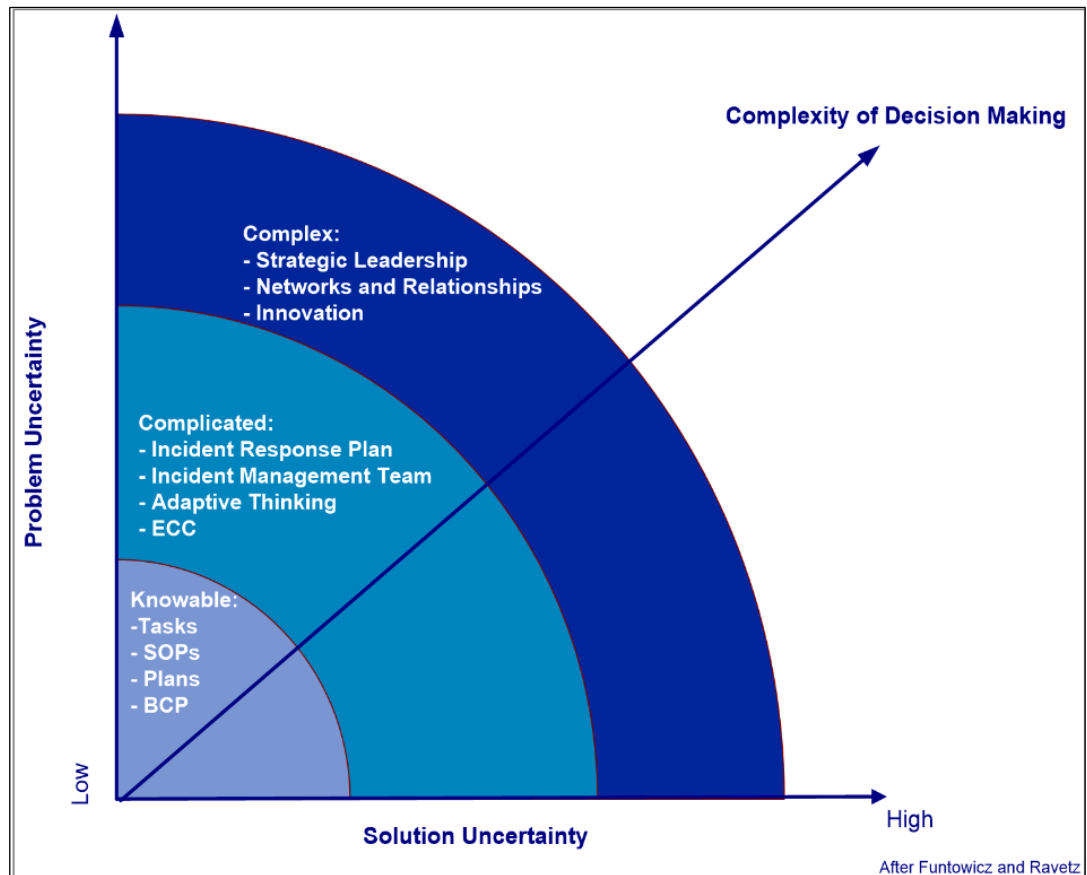 Complexity of Decision Making
Complex:
- Strategic Leadership
- Networks and Relationships
- Innovation
Problem Uncertainty
Complicated:
- Incident Response Plan
- Incident Management Team
- Adaptive Thinking
- ECC
Knowable:
-Tasks
- SOPs
- Plans
- BCP
Low
Solution Uncertainty
High
After Funtowicz and Ravetz